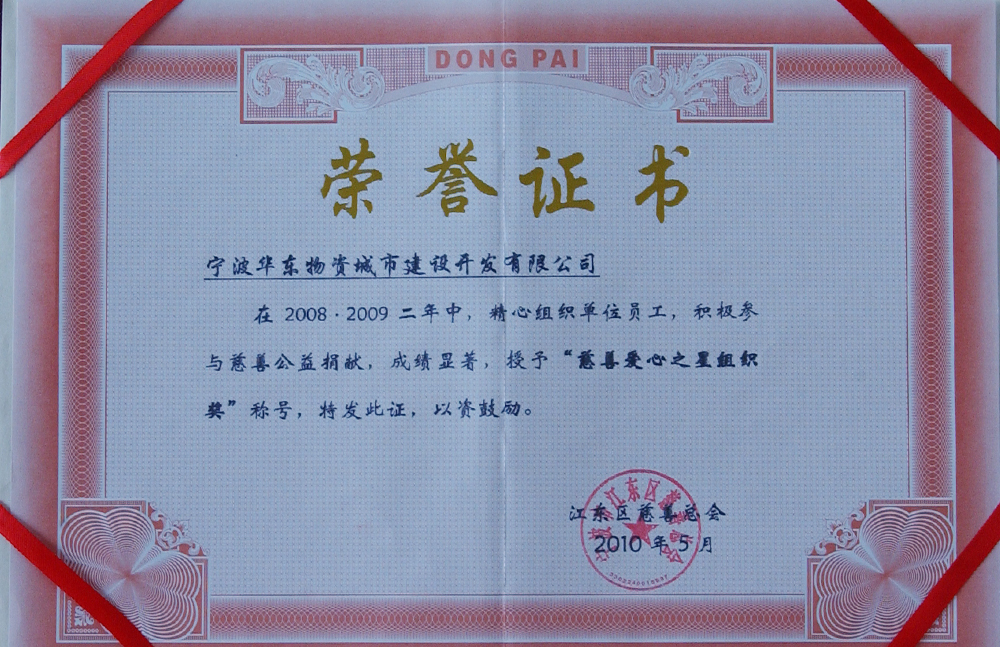 DONG PAI
荣誉证书
宁波华东物资城市建设开发有限公司
在 2008·2009 二年中，精心组织单位员工，积极参
与慈善公益捐献，成绩显著，授予“慈善爱心之星组织
奖”称号，特发此证，以资鼓励。
江东区慈善总会
2010 年 5 月